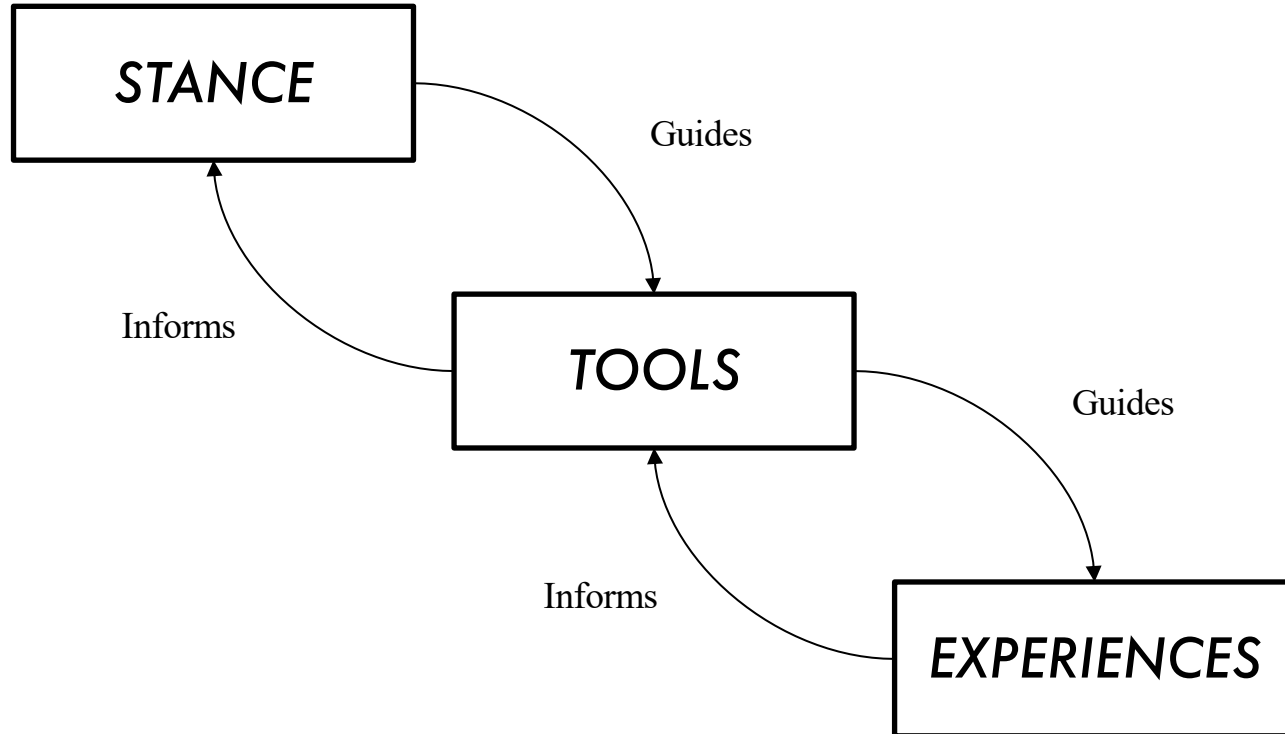 STANCE
Guides
Informs
TOOLS
Guides
Informs
EXPERIENCES